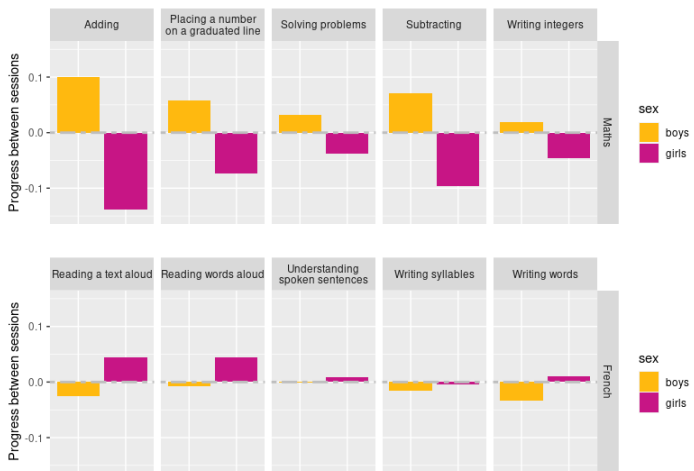 Adding
Placing a number
on a graduated line
Solving problems
Subtracting
Writing integers
Progress between sessions
0.1
0.0
-0.1
Maths
sex
boys
girls
Reading a text aloud
Reading words aloud
Understanding
spoken sentences
Writing syllables
Writing words
Progress between sessions
0.1
0.0
-0.1
French
sex
boys
girls